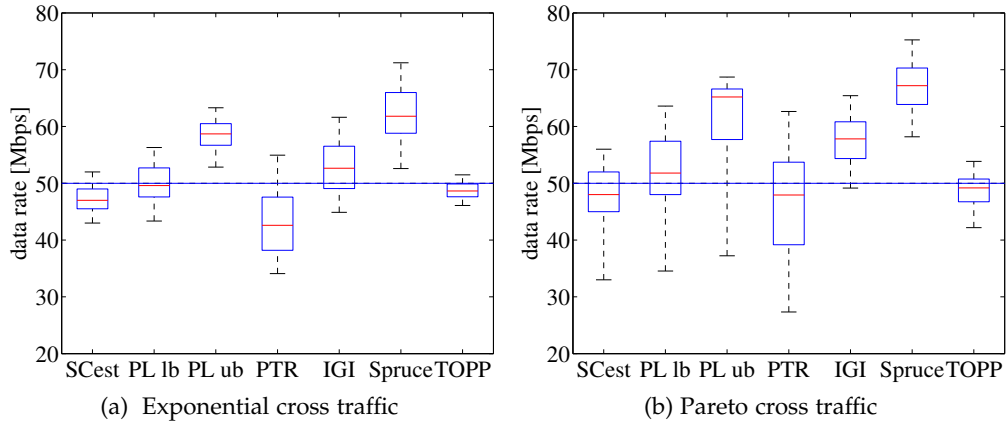 80
70
60
50
40
30
20
data rate [Mbps]
SCest PL lb PL ub PTR IGI Spruce TOPP
(a) Exponential cross traffic
80
70
60
50
40
30
20
data rate [Mbps]
SCest PL lb PL ub PTR IGI Spruce TOPP
(b) Pareto cross traffic